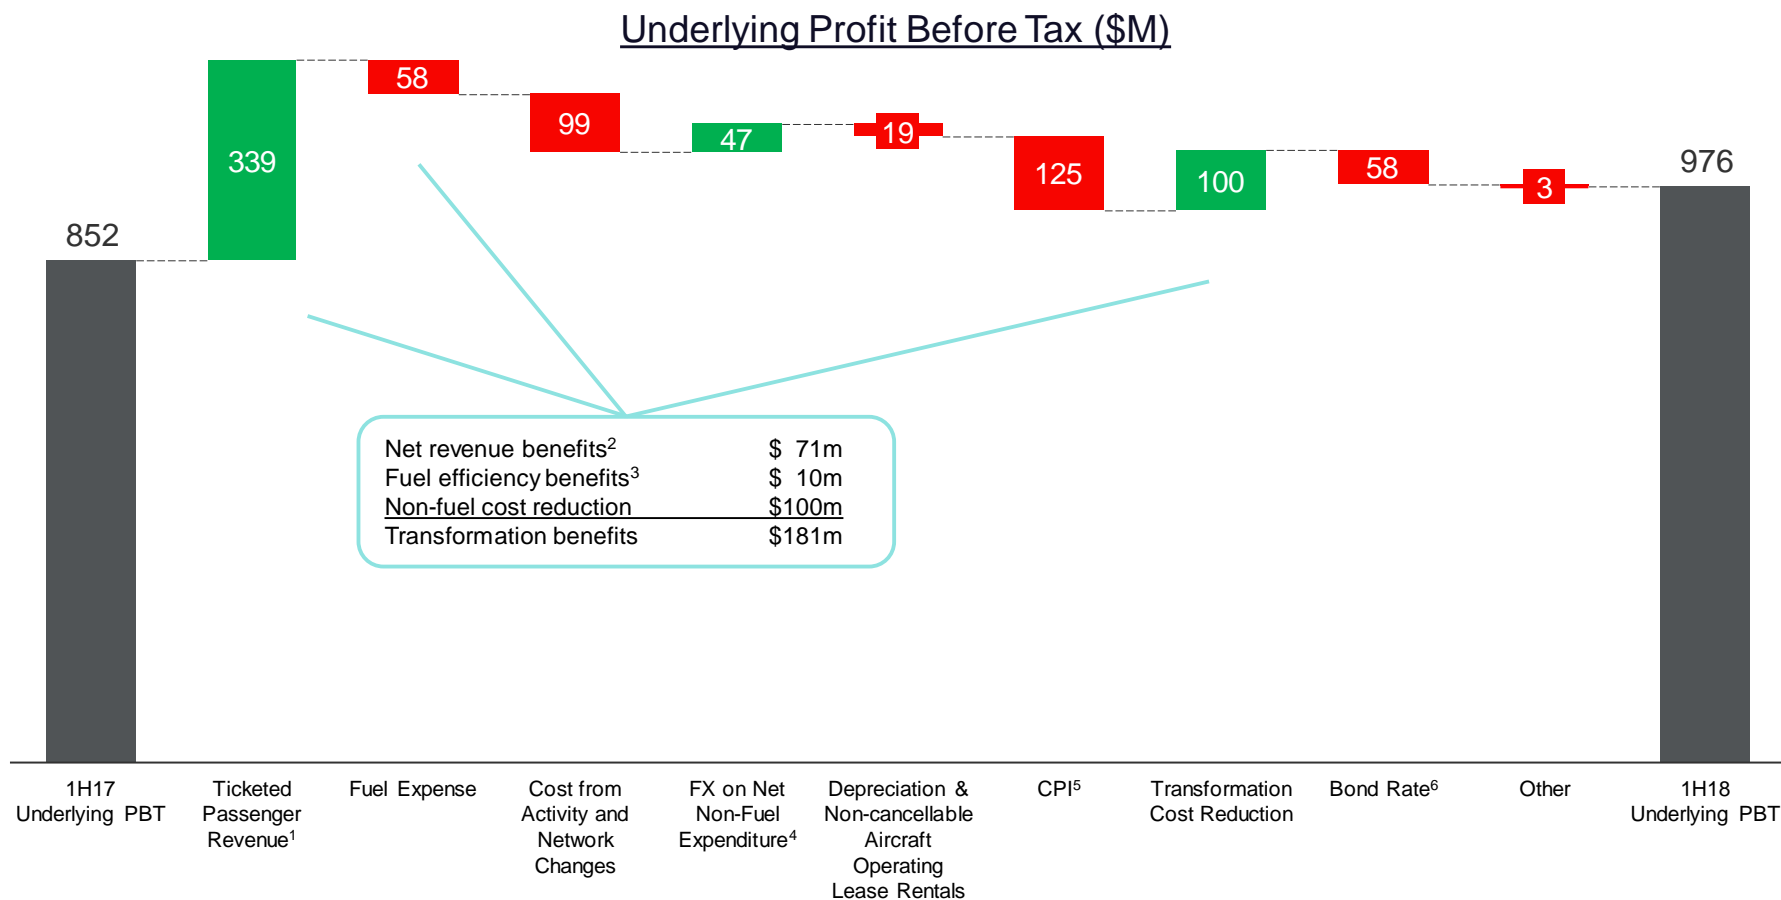 Underlying Profit Before Tax ($M)
852
339
58
99
47
19
125
100
58
3
976
Net revenue benefits² $ 71m
Fuel efficiency benefits³ $ 10m
Non-fuel cost reduction $100m
Transformation benefits $181m
1H17
Underlying PBT
Ticketed
Passenger
Revenue¹
Fuel Expense
Cost from
Activity and
Network
Changes
FX on Net
Non-Fuel
Expenditure⁴
Depreciation &
Non-cancellable
Aircraft
Operating
Lease Rentals
CPI⁵
Transformation
Cost Reduction
Bond Rate⁶
Other
1H18
Underlying PBT